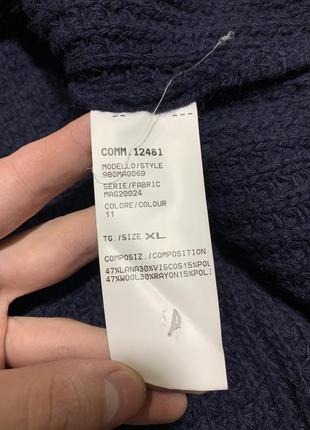 COMM.12481
MODELLO/STYLE
980MA0069
SERIE/FABRIC
MAG20024
COLORE/COLOUR
11
TG./SIZE XL
COMPOSIZ./COMPOSITION
47%LANA30%VISCOS15%POL
47%WOOL30%RAYON15%POL